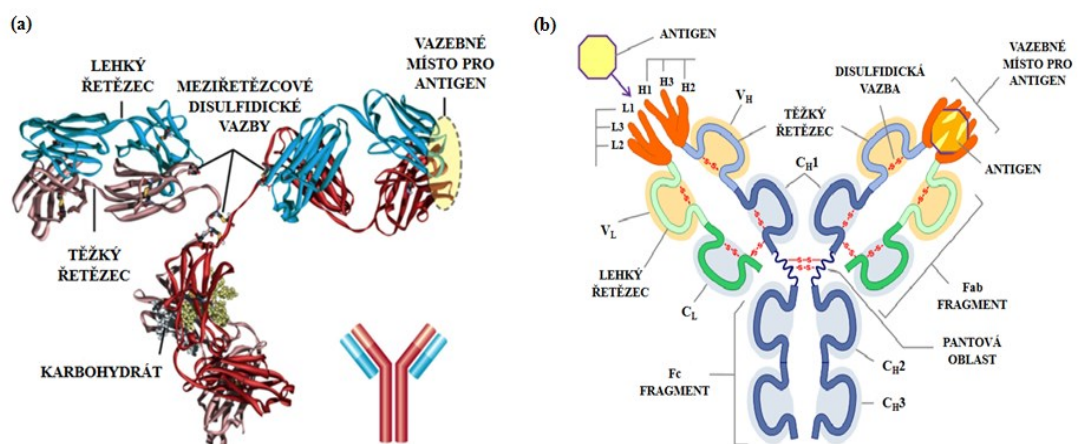 (a)
LEHKÝ
ŘETĚZEC
MEZIŘETĚZCOVÉ
DISULFIDICKÉ
VAZBY
VAZEBNÉ
MÍSTO PRO
ANTIGEN
TĚŽKÝ
ŘETĚZEC
KARBOHYDRÁT
(b)
ANTIGEN
H3
H1
H2
L1
L3
L2
VH
TĚŽKÝ
ŘETĚZEC
DISULFIDICKÁ
VAZBA
VAZEBNÉ
MÍSTO PRO
ANTIGEN
CH1
ANTIGEN
VL
LEHKÝ
ŘETĚZEC
CL
Fab
FRAGMENT
PANTOVÁ
OBLAST
Fc
FRAGMENT
CH2
CH3
-S-S-
-S-S-
-S-S-
-S-S-
-S-S-
-S-S-
-S-S-
-S-S-
-S-S-
-S-S-
-S-S-
-S-S-